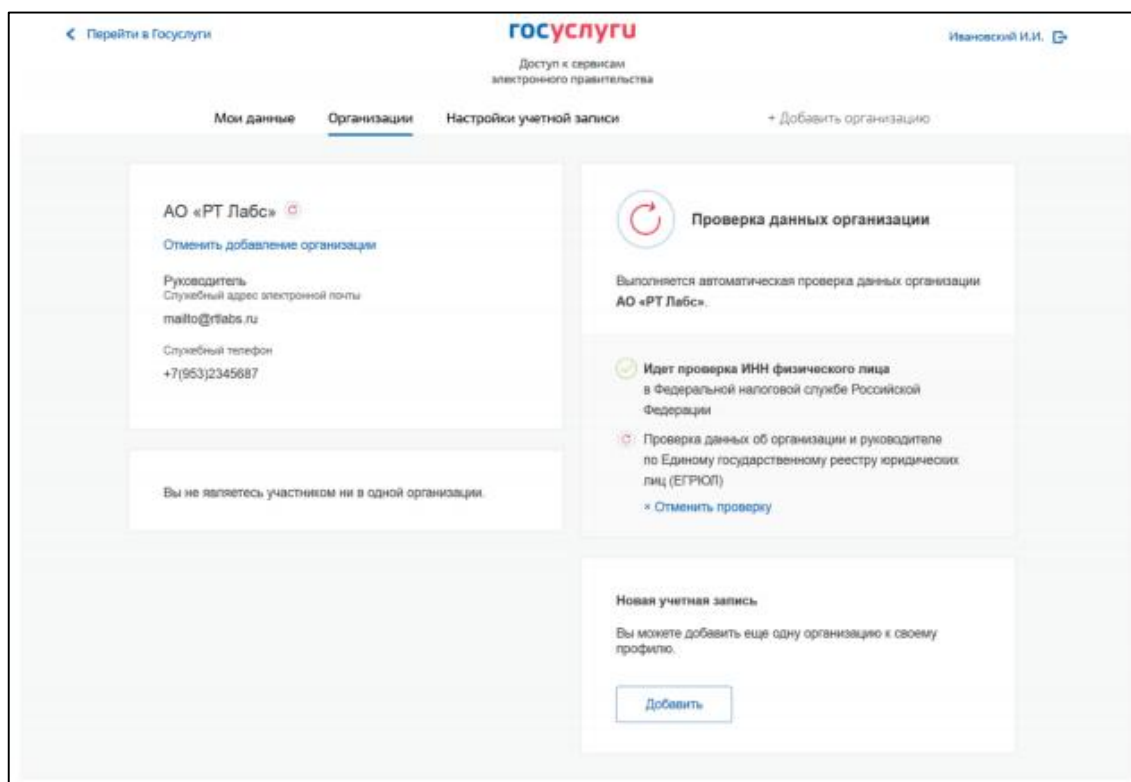 Перейти в Госуслуги
госуслуги
Ивановский И.И.
Доступ к сервисам
электронного правительства
Мои данные
Организации
Настройки учетной записи
+ Добавить организацию
АО «РТ Лабс»
Отменить добавление организации
Руководитель
Служебный адрес электронной почты
mailto@rtlabs.ru
Служебный телефон
+7(953)2345687
Вы не являетесь участником ни в одной организации.
Проверка данных организации
Выполняется автоматическая проверка данных организации
АО «РТ Лабс».
Идет проверка ИНН физического лица
в Федеральной налоговой службе Российской
Федерации
Проверка данных об организации и руководителе
по Единому государственному реестру юридических
лиц (ЕГРЮЛ)
× Отменить проверку
Новая учетная запись
Вы можете добавить еще одну организацию к своему
профилю.
Добавить